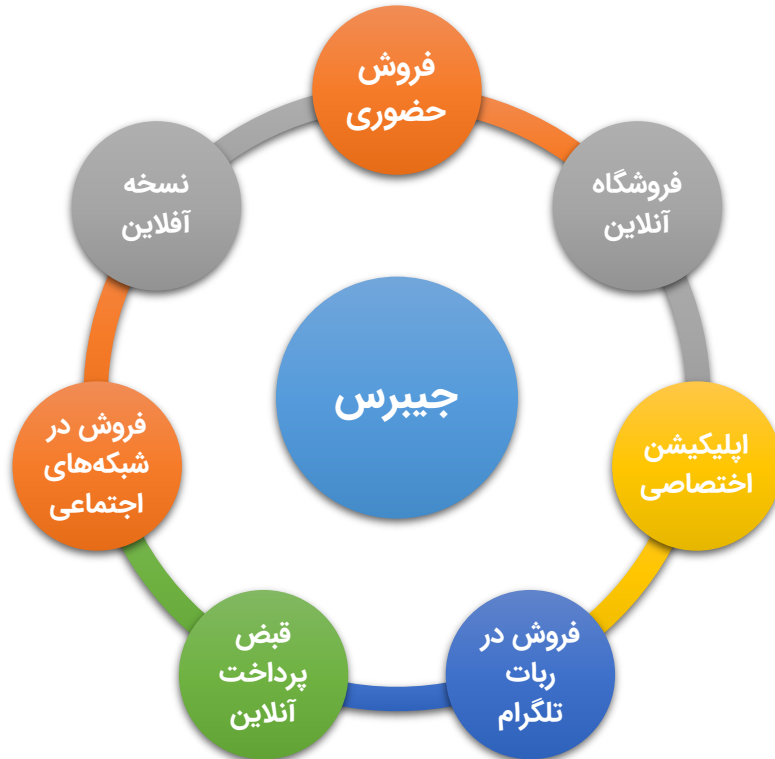 فروش
حضوری
فروشگاه
آنلاین
اپلیکیشن
اختصاصی
فروش در
ربات
تلگرام
قبض
پرداخت
آنلاین
فروش در
شبکه‌های
اجتماعی
نسخه
آفلاین
جیبرس